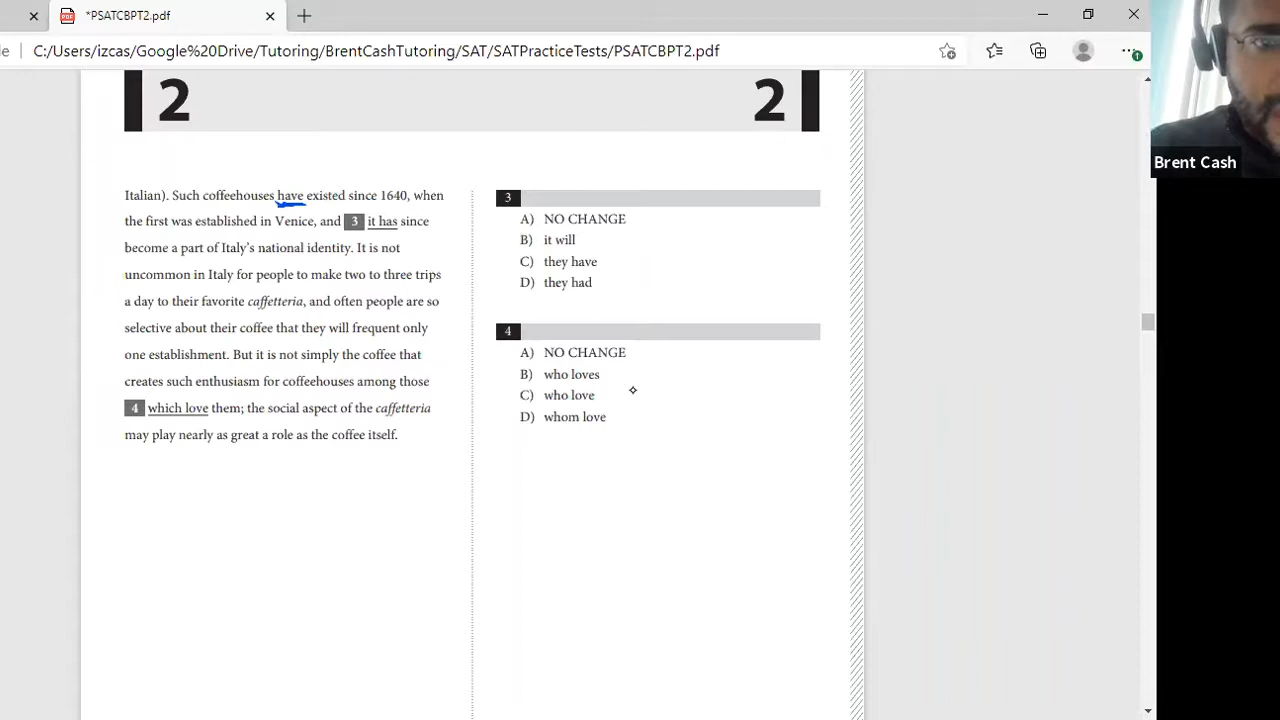 *PSATCBPT2.pdf
C:/Users/izcas/Google%20Drive/Tutoring/BrentCashTutoring/SAT/SATPracticeTests/PSATCBPT2.pdf
2
2
Brent Cash
Italian). Such coffeehouses have existed since 1640, when
the first was established in Venice, and 3 it has since
become a part of Italy's national identity. It is not
uncommon in Italy for people to make two to three trips
a day to their favorite caffetteria, and often people are so
selective about their coffee that they will frequent only
one establishment. But it is not simply the coffee that
creates such enthusiasm for coffeehouses among those
4 which love them; the social aspect of the caffetteria
may play nearly as great a role as the coffee itself.
3
A) NO CHANGE
B) it will
C) they have
D) they had
4
A) NO CHANGE
B) who loves
C) who love
D) whom love